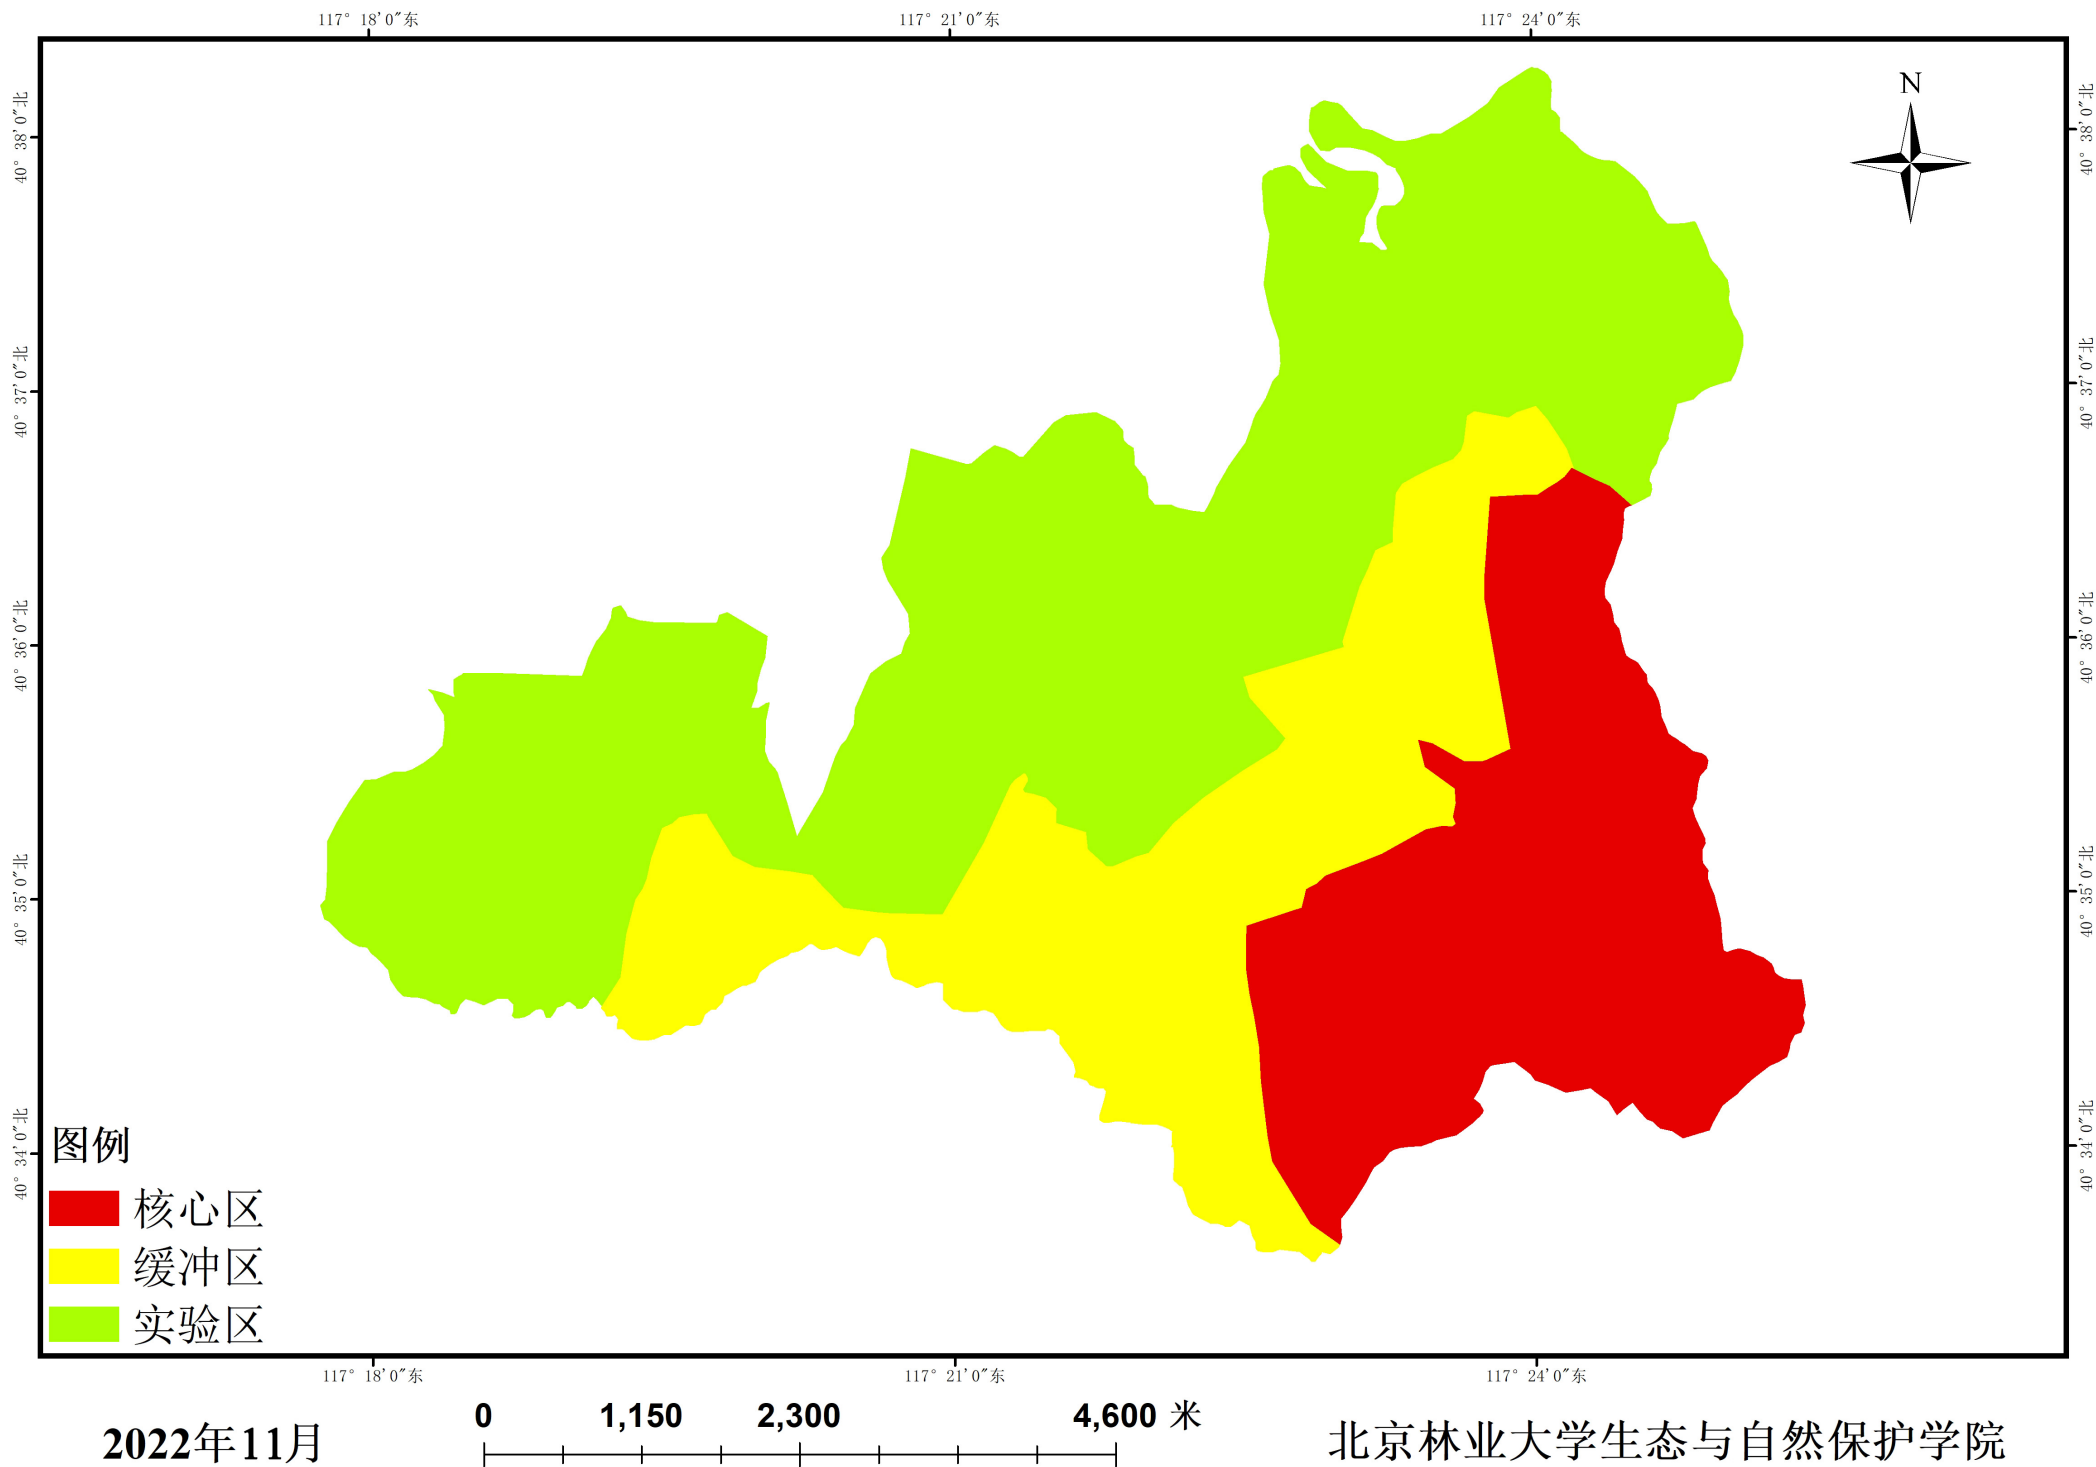 117° 18'0"东
117° 21'0"东
117° 24'0"东
N
40° 38'0"北
40° 38'0"北
40° 37'0"北
40° 37'0"北
40° 36'0"北
40° 36'0"北
40° 35'0"北
40° 35'0"北
40° 34'0"北
40° 34'0"北
图例
核心区
缓冲区
实验区
117° 18'0"东
117° 21'0"东
117° 24'0"东
0 1,150 2,300 4,600 米
2022年11月
北京林业大学生态与自然保护学院